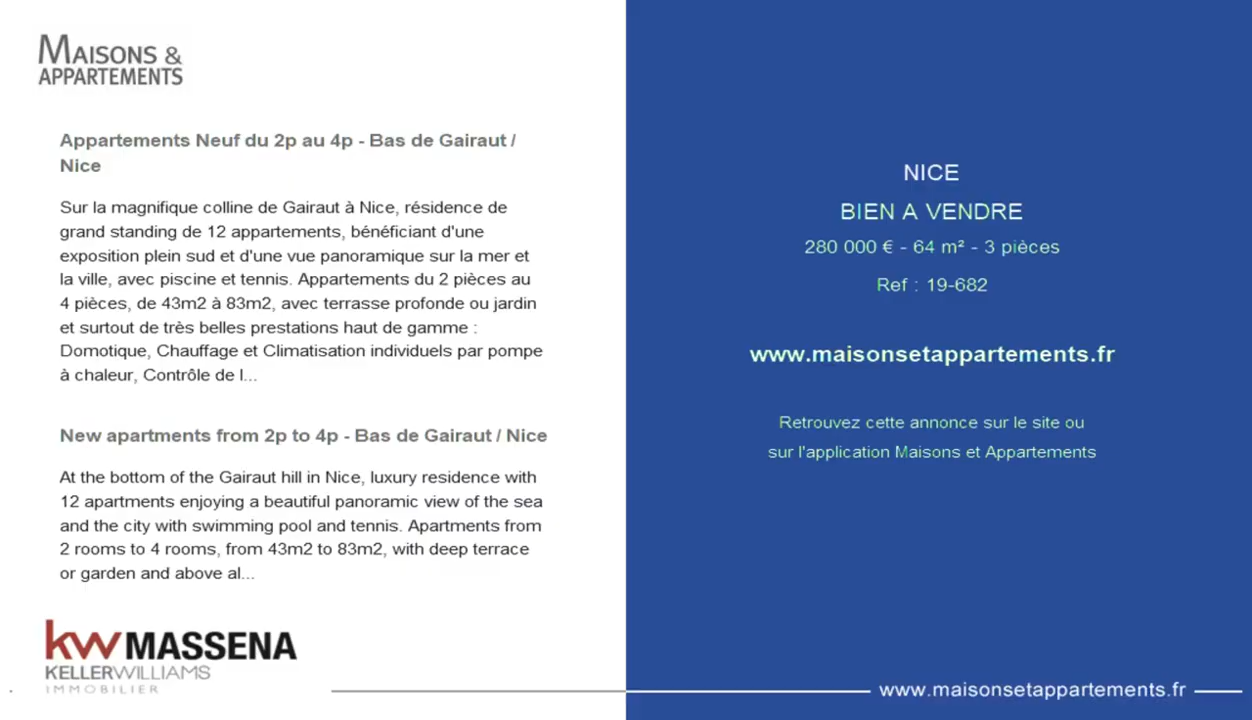 MAISONS &
APPARTEMENTS
Appartements Neuf du 2p au 4p - Bas de Gairaut /
Nice
Sur la magnifique colline de Gairaut à Nice, résidence de
grand standing de 12 appartements, bénéficiant d'une
exposition plein sud et d'une vue panoramique sur la mer et
la ville, avec piscine et tennis. Appartements du 2 pièces au
4 pièces, de 43m2 à 83m2, avec terrasse profonde ou jardin
et surtout de très belles prestations haut de gamme :
Domotique, Chauffage et Climatisation individuels par pompe
à chaleur, Contrôle de l...
New apartments from 2p to 4p - Bas de Gairaut / Nice
At the bottom of the Gairaut hill in Nice, luxury residence with
12 apartments enjoying a beautiful panoramic view of the sea
and the city with swimming pool and tennis. Apartments from
2 rooms to 4 rooms, from 43m2 to 83m2, with deep terrace
or garden and above al...
kw MASSENA
KELLERWILLIAMS
IMMOBILIER
NICE
BIEN A VENDRE
280 000 € - 64 m² - 3 pièces
Ref : 19-682
www.maisonsetappartements.fr
Retrouvez cette annonce sur le site ou
sur l'application Maisons et Appartements
www.maisonsetappartements.fr